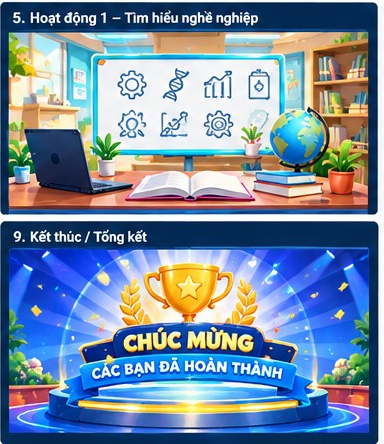 5. Hoạt động 1 – Tìm hiểu nghề nghiệp
9. Kết thúc / Tổng kết
CHÚC MỪNG
CÁC BẠN ĐÃ HOÀN THÀNH